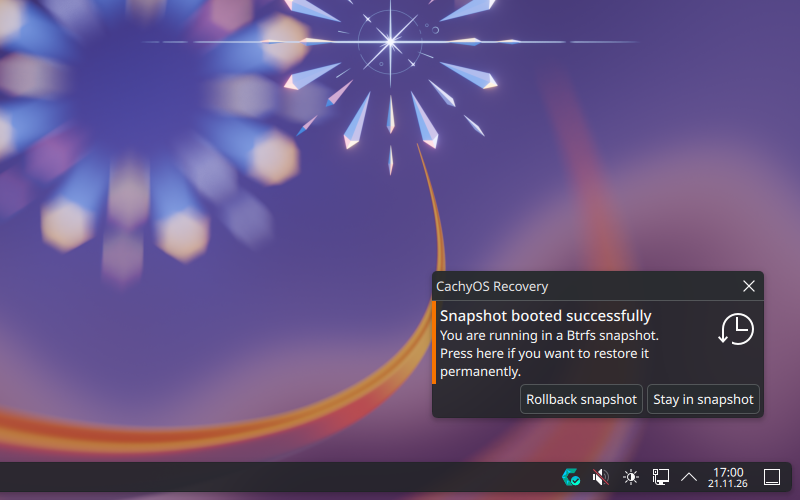 CachyOS Recovery
Snapshot booted successfully
You are running in a Btrfs snapshot.
Press here if you want to restore it
permanently.
Rollback snapshot
Stay in snapshot
17:00
21.11.26